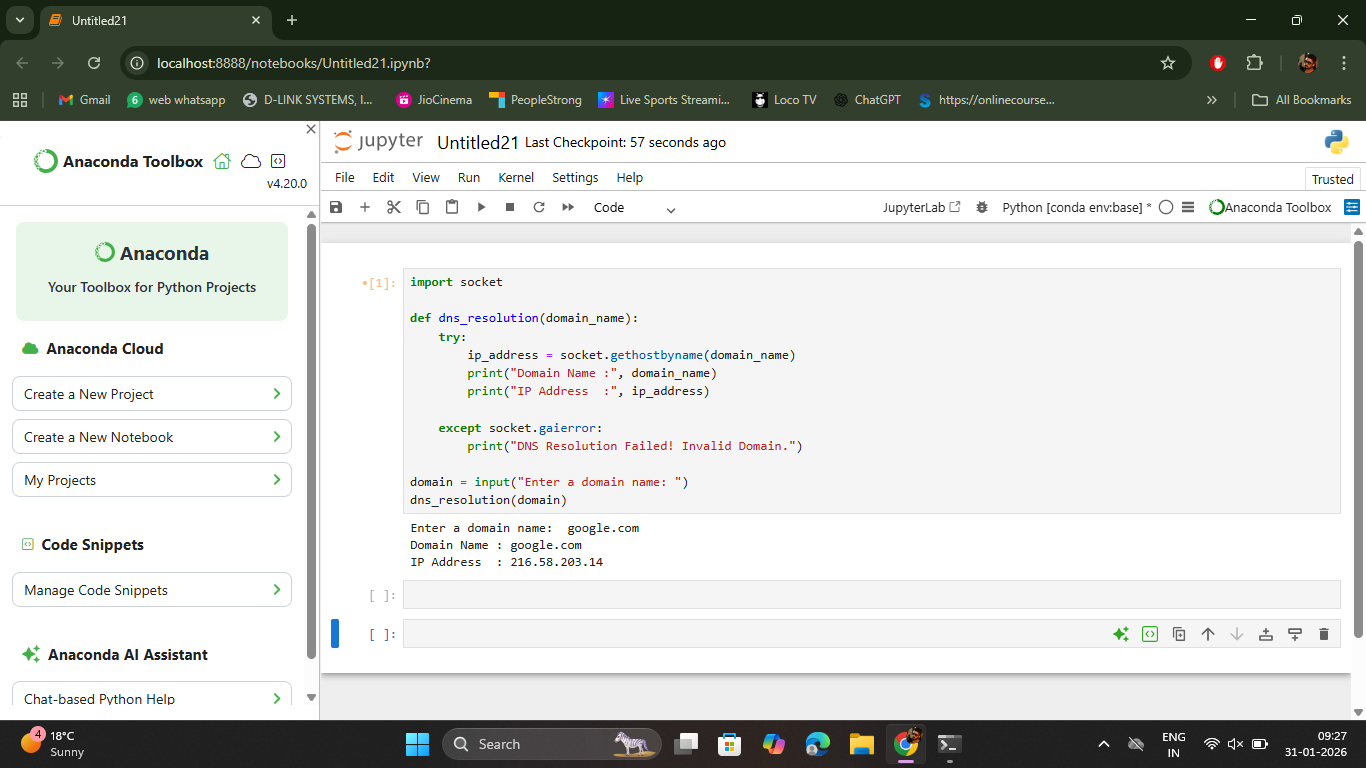 Untitled21
localhost:8888/notebooks/Untitled21.ipynb?
Gmail
web whatsapp
D-LINK SYSTEMS, I...
JioCinema
PeopleStrong
Live Sports Streami...
Loco TV
ChatGPT
https://onlinecourse...
»
All Bookmarks
Anaconda Toolbox
v4.20.0
Anaconda
Your Toolbox for Python Projects
Anaconda Cloud
Create a New Project
Create a New Notebook
My Projects
Code Snippets
Manage Code Snippets
Anaconda AI Assistant
Chat-based Python Help
jupyter Untitled21 Last Checkpoint: 57 seconds ago
File Edit View Run Kernel Settings Help
Trusted
Code
JupyterLab
Python [conda env:base] *
Anaconda Toolbox
•[1]:
import socket
def dns_resolution(domain_name):
    try:
        ip_address = socket.gethostbyname(domain_name)
        print("Domain Name :", domain_name)
        print("IP Address  :", ip_address)
    except socket.gaierror:
        print("DNS Resolution Failed! Invalid Domain.")
domain = input("Enter a domain name: ")
dns_resolution(domain)
Enter a domain name:  google.com
Domain Name : google.com
IP Address  : 216.58.203.14
[ ]:
[ ]:
4
18°C
Sunny
Search
ENG
IN
09:27
31-01-2026